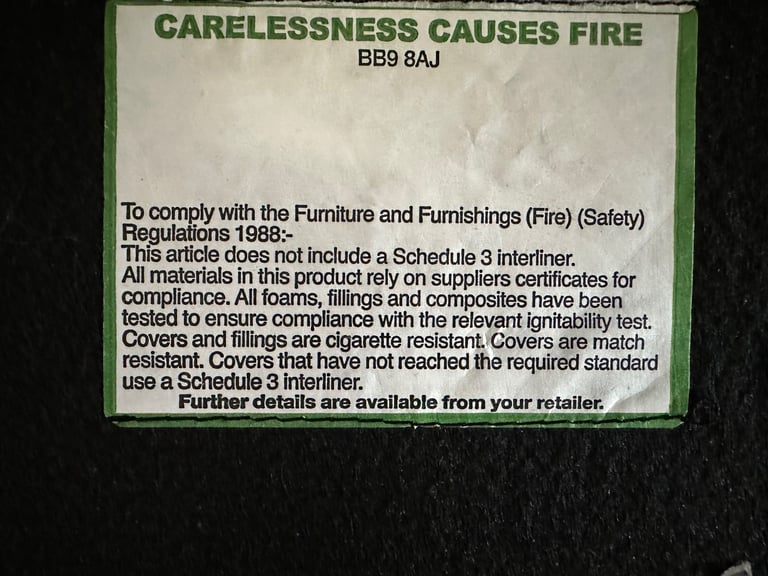 CARELESSNESS CAUSES FIRE
BB9 8AJ
To comply with the Furniture and Furnishings (Fire) (Safety)
Regulations 1988:-
This article does not include a Schedule 3 interliner.
All materials in this product rely on suppliers certificates for
compliance. All foams, fillings and composites have been
tested to ensure compliance with the relevant ignitability test.
Covers and fillings are cigarette resistant. Covers are match
resistant. Covers that have not reached the required standard
use a Schedule 3 interliner.
Further details are available from your retailer.